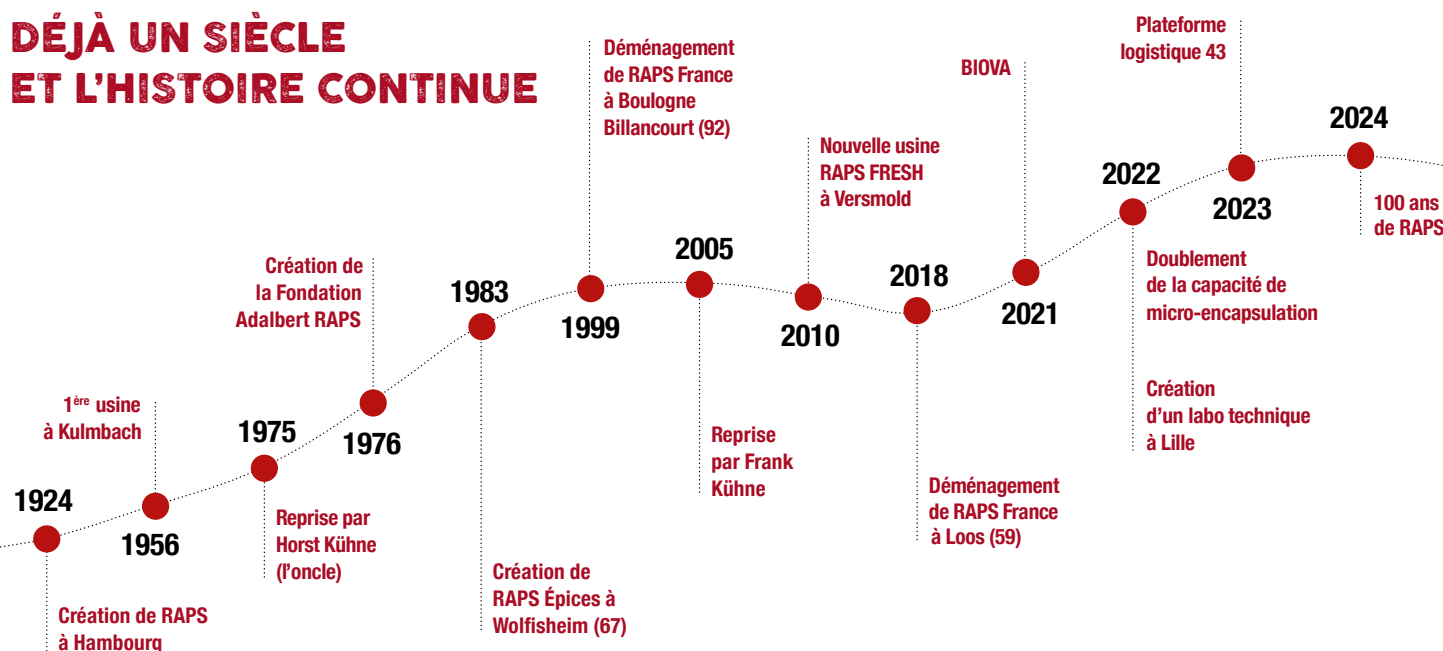 DÉJÀ UN SIÈCLE
ET L'HISTOIRE CONTINUE
1924
Création de RAPS
à Hambourg
1ère usine
à Kulmbach
1956
1975
Reprise par
Horst Kühne
(l'oncle)
Création de
la Fondation
Adalbert RAPS
1976
1983
Création de
RAPS Épices à
Wolfisheim (67)
Déménagement
de RAPS France
à Boulogne
Billancourt (92)
1999
2005
Reprise
par Frank
Kühne
Nouvelle usine
RAPS FRESH
à Versmold
2010
2018
Déménagement
de RAPS France
à Loos (59)
BIOVA
2021
2022
Doublement
de la capacité de
micro-encapsulation
Création
d'un labo technique
à Lille
Plateforme
logistique 43
2023
2024
100 ans
de RAPS